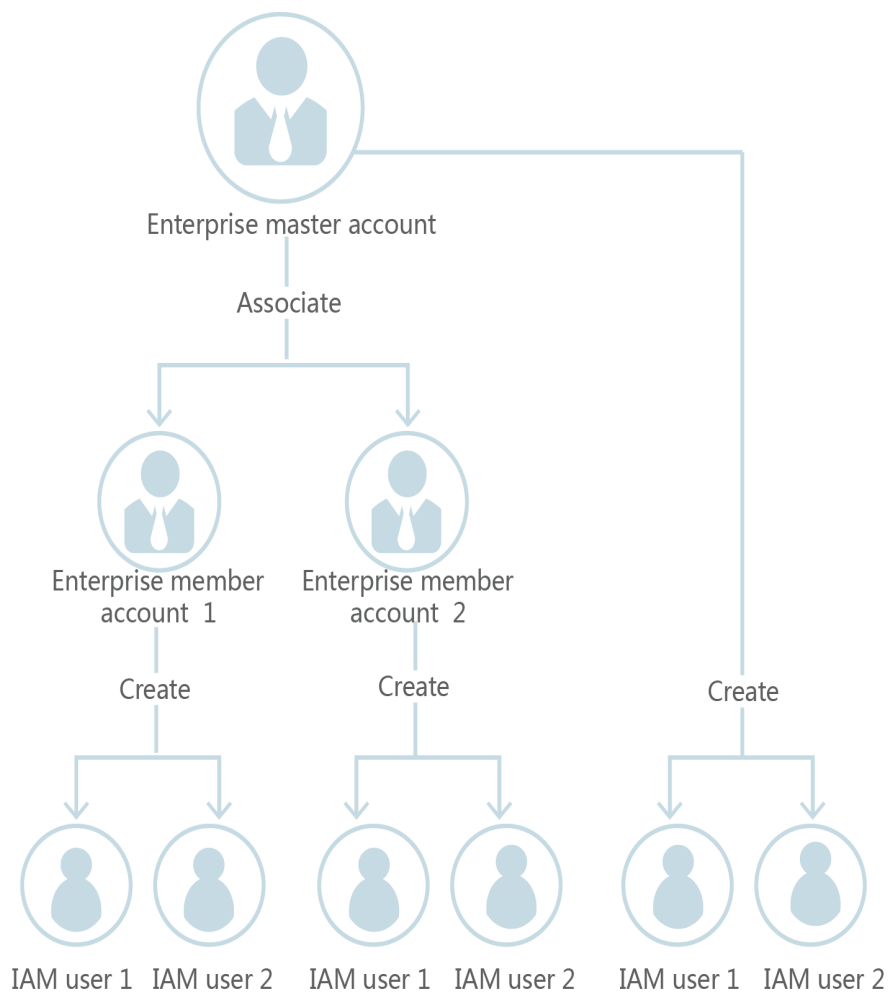 Enterprise master account
Associate
Enterprise member
account 1
Enterprise member
account 2
Create
Create
Create
IAM user 1
IAM user 2
IAM user 1
IAM user 2
IAM user 1
IAM user 2